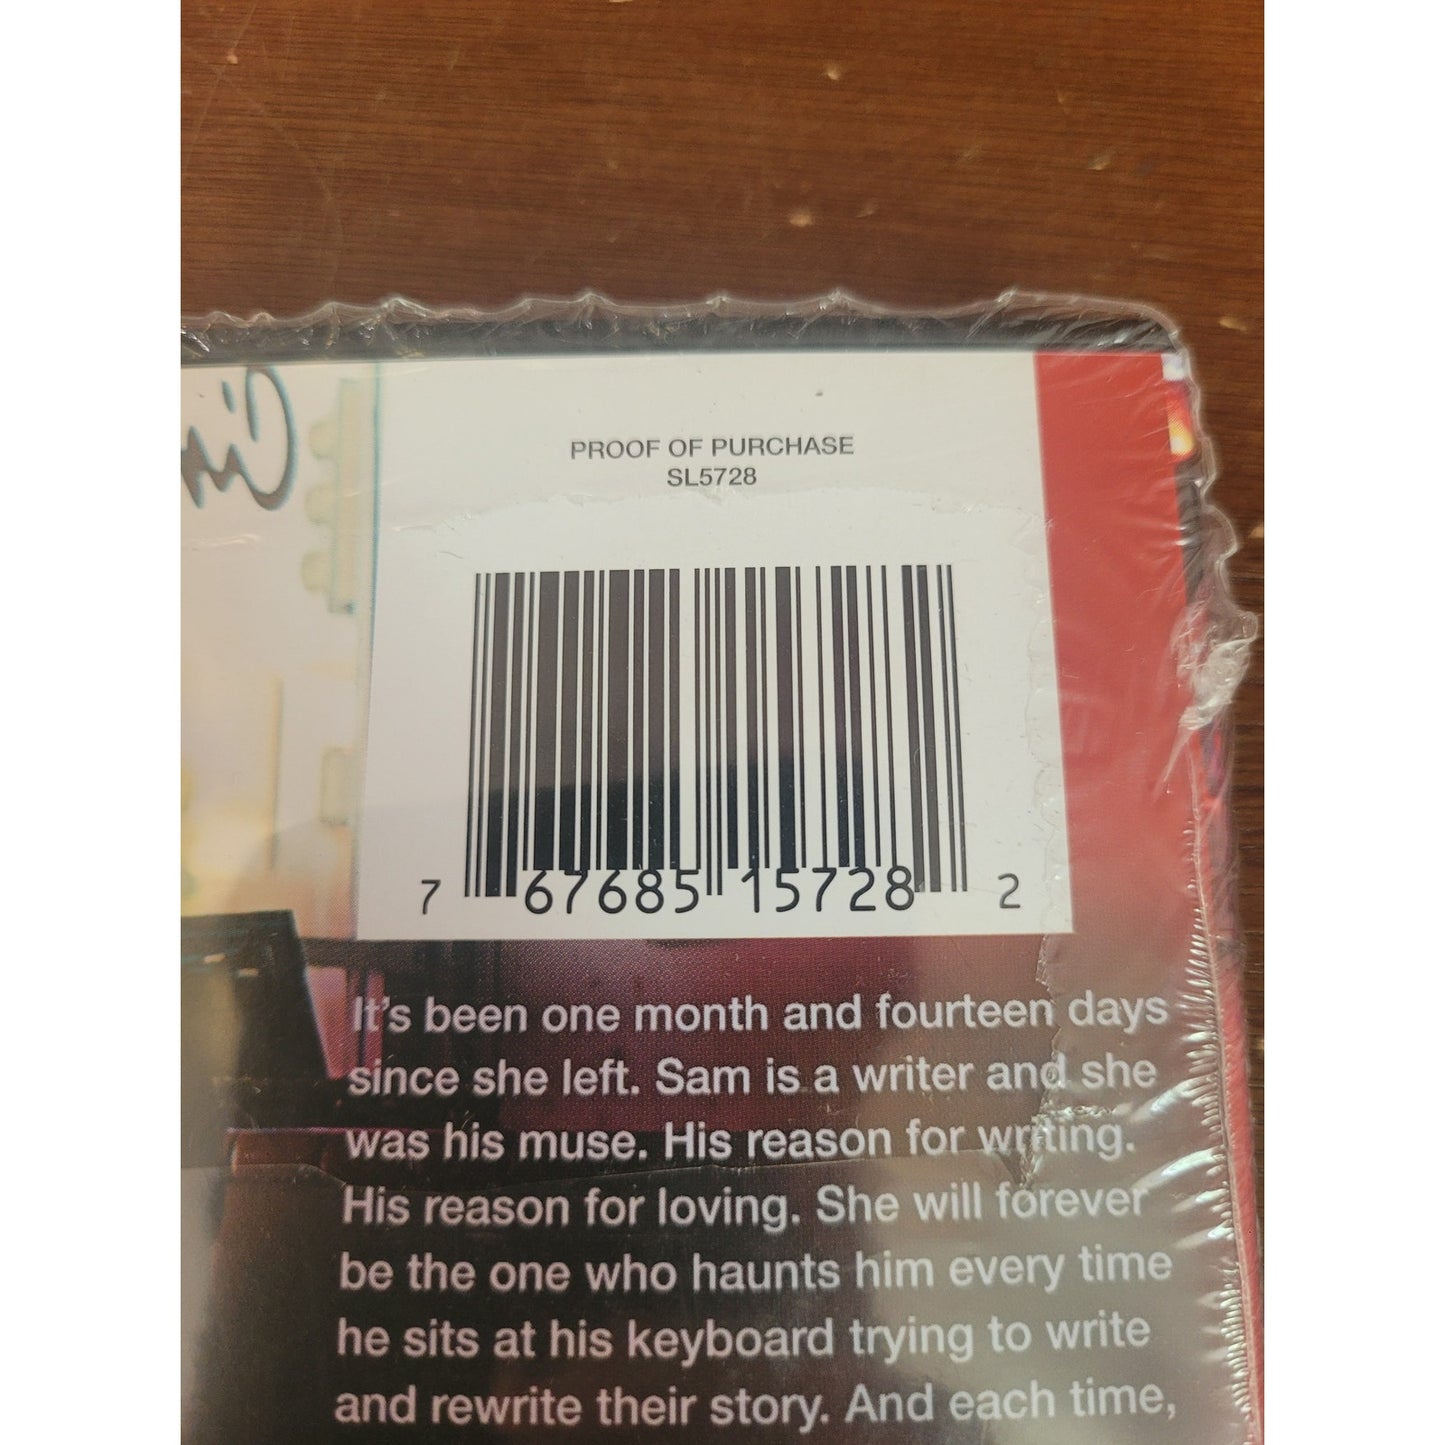 PROOF OF PURCHASE
SL5728
7 67685 15728 2
It's been one month and fourteen days
since she left. Sam is a writer and she
was his muse. His reason for writing.
His reason for loving. She will forever
be the one who haunts him every time
he sits at his keyboard trying to write
and rewrite their story. And each time,